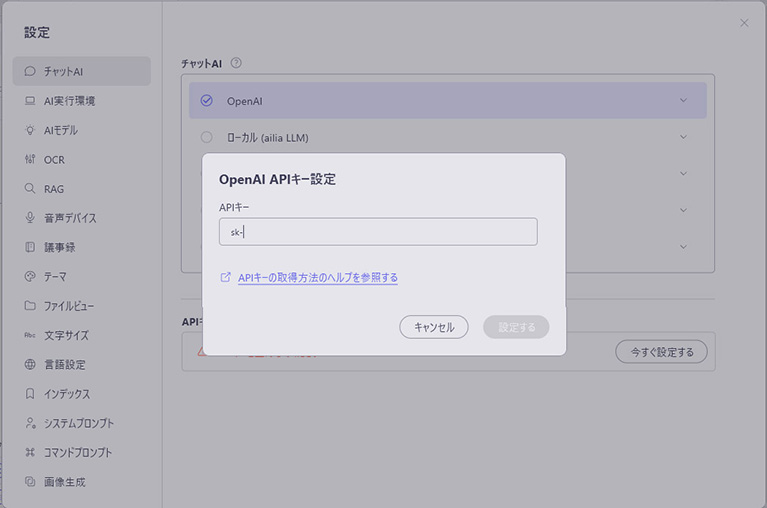 設定
チャットAI
AI実行環境
AIモデル
OCR
RAG
音声デバイス
議事録
テーマ
ファイルビュー
Abc 文字サイズ
言語設定
インデックス
システムプロンプト
コマンドプロンプト
画像生成
チャットAI ?
OpenAI
ローカル (ailia LLM)
OpenAI APIキー設定
APIキー
sk-
APIキーの取得方法のヘルプを参照する
キャンセル 設定する
今すぐ設定する